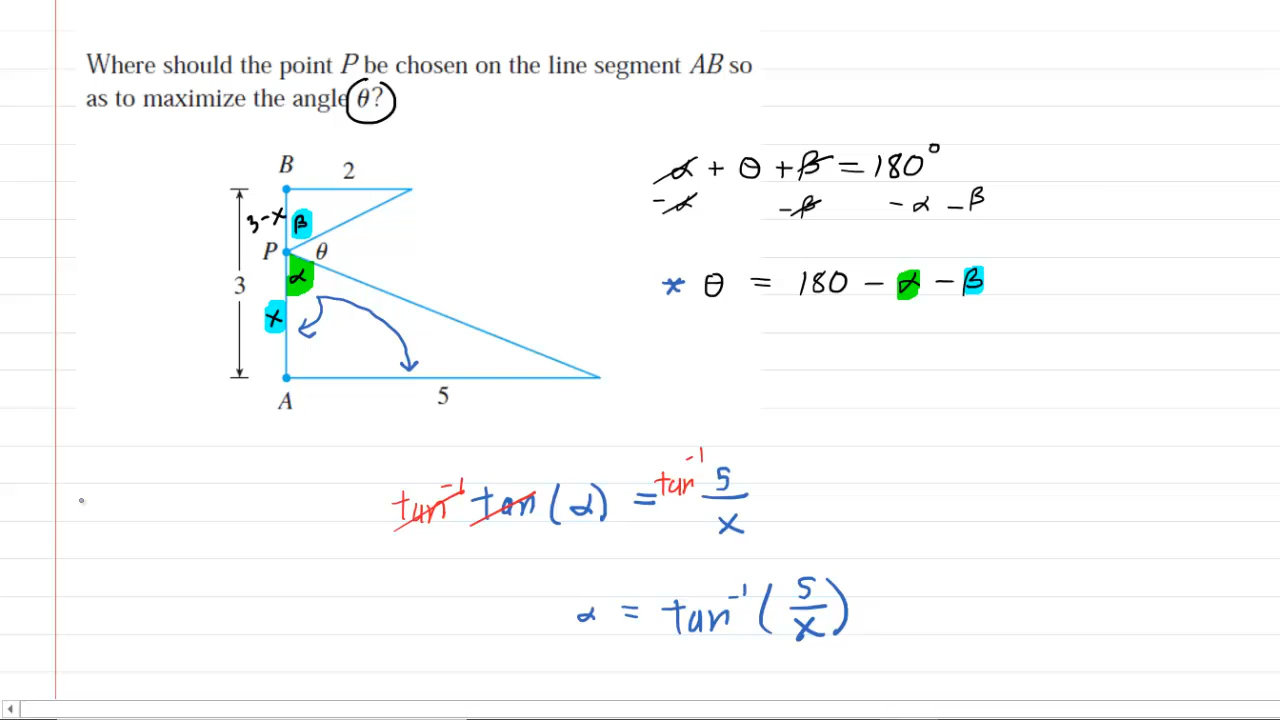 Where should the point P be chosen on the line segment AB so
as to maximize the angle θ?
B
2
3-x
β
P
θ
α
3
x
A
5
α + θ + β = 180°
-α -β -α -β
* θ = 180 - α - β
tan⁻¹ tan(α) = tan⁻¹ 5/x
α = tan⁻¹(5/x)